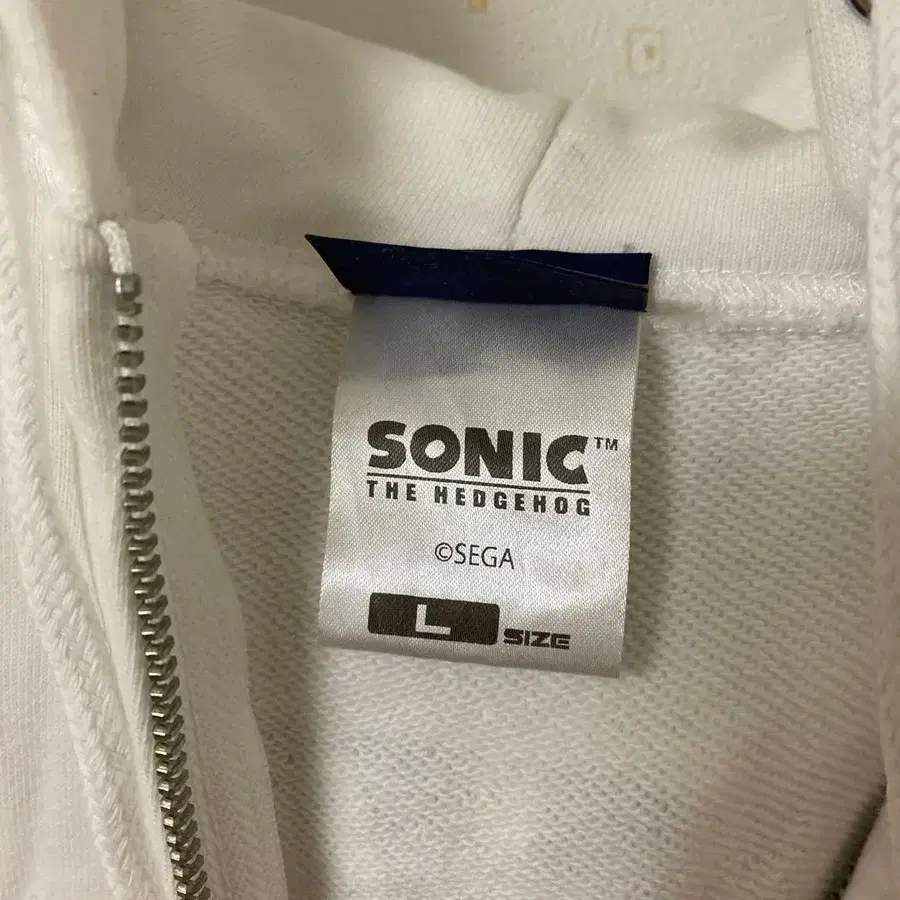 SONIC™
THE HEDGEHOG
©SEGA
L SIZE